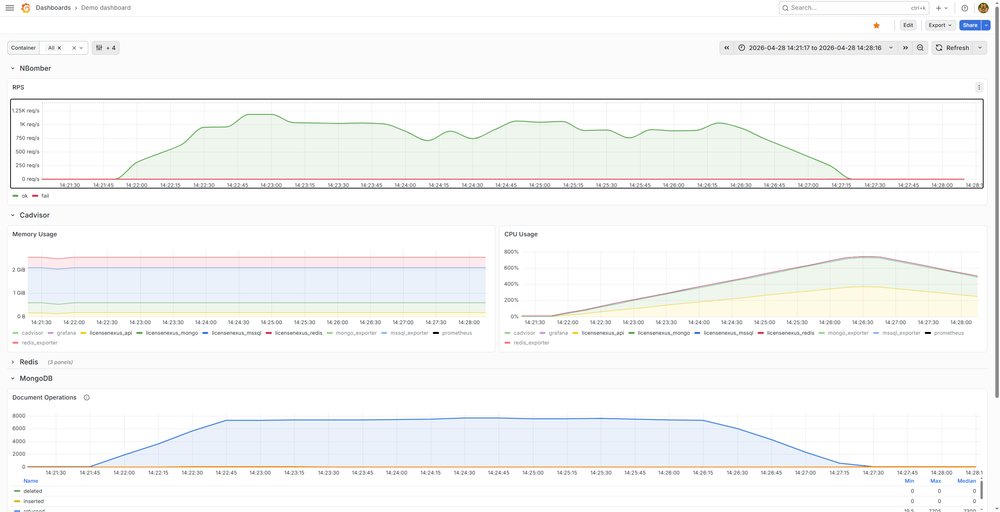 Dashboards › Demo dashboard
Search... ctrl+k
Edit Export Share
Container All + 4
2026-04-28 14:21:17 to 2026-04-28 14:28:16 Refresh
NBomber
RPS
1.25K req/s
1K req/s
750 req/s
500 req/s
250 req/s
0 req/s
14:21:30 14:21:45 14:22:00 14:22:15 14:22:30 14:22:45 14:23:00 14:23:15 14:23:30 14:23:45 14:24:00 14:24:15 14:24:30 14:24:45 14:25:00 14:25:15 14:25:30 14:25:45 14:26:00 14:26:15 14:26:30 14:26:45 14:27:00 14:27:15 14:27:30 14:27:45 14:28:00 14:28:1
ok fail
Cadvisor
Memory Usage
2 GiB
1 GiB
0 B
14:21:30 14:22:00 14:22:30 14:23:00 14:23:30 14:24:00 14:24:30 14:25:00 14:25:30 14:26:00 14:26:30 14:27:00 14:27:30 14:28:00
cadvisor grafana licensenexus_api licensenexus_mongo licensenexus_mssql licensenexus_redis mongo_exporter mssql_exporter prometheus
redis_exporter
CPU Usage
800%
600%
400%
200%
0%
14:21:30 14:22:00 14:22:30 14:23:00 14:23:30 14:24:00 14:24:30 14:25:00 14:25:30 14:26:00 14:26:30 14:27:00 14:27:30 14:28:00
cadvisor grafana licensenexus_api licensenexus_mongo licensenexus_mssql licensenexus_redis mongo_exporter mssql_exporter prometheus
redis_exporter
Redis (3 panels)
MongoDB
Document Operations
8000
6000
4000
2000
0
14:21:30 14:21:45 14:22:00 14:22:15 14:22:30 14:22:45 14:23:00 14:23:15 14:23:30 14:23:45 14:24:00 14:24:15 14:24:30 14:24:45 14:25:00 14:25:15 14:25:30 14:25:45 14:26:00 14:26:15 14:26:30 14:26:45 14:27:00 14:27:15 14:27:30 14:27:45 14:28:00 14:28:1
Name Min Max Median
deleted 0 0 0
inserted 0 0 0
returned 19.5 7705 7300